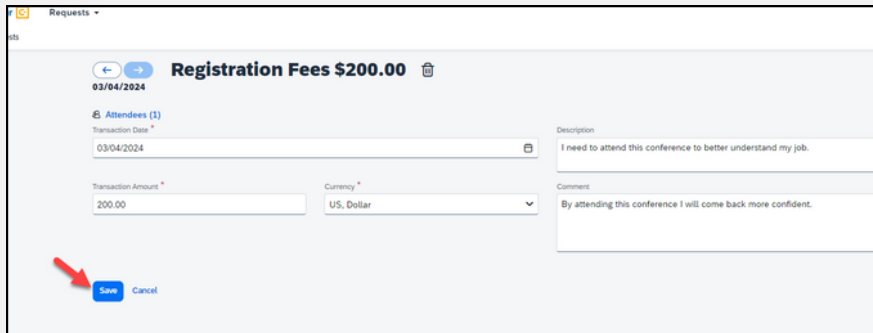 r Requests
sts
Registration Fees $200.00
03/04/2024
Attendees (1)
Transaction Date *
Description
03/04/2024
I need to attend this conference to better understand my job.
Transaction Amount *
Currency *
Comment
200.00
US, Dollar
By attending this conference I will come back more confident.
Save Cancel